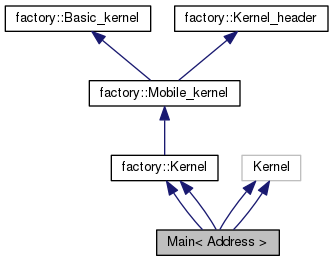 factory::Basic_kernel
factory::Kernel_header
factory::Mobile_kernel
factory::Kernel
Kernel
Main< Address >